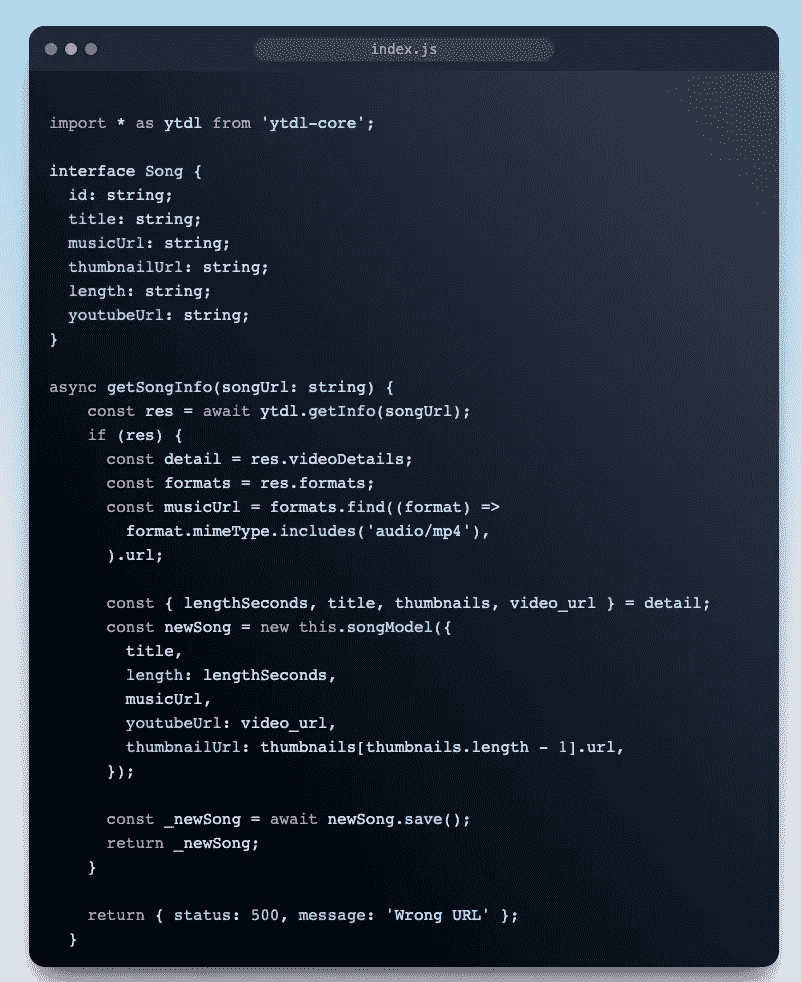 index.js
import * as ytdl from 'ytdl-core';
interface Song {
  id: string;
  title: string;
  musicUrl: string;
  thumbnailUrl: string;
  length: string;
  youtubeUrl: string;
}
async getSongInfo(songUrl: string) {
    const res = await ytdl.getInfo(songUrl);
    if (res) {
      const detail = res.videoDetails;
      const formats = res.formats;
      const musicUrl = formats.find((format) =>
        format.mimeType.includes('audio/mp4'),
      ).url;
      const { lengthSeconds, title, thumbnails, video_url } = detail;
      const newSong = new this.songModel({
        title,
        length: lengthSeconds,
        musicUrl,
        youtubeUrl: video_url,
        thumbnailUrl: thumbnails[thumbnails.length - 1].url,
      });
      const _newSong = await newSong.save();
      return _newSong;
    }
    return { status: 500, message: 'Wrong URL' };
  }